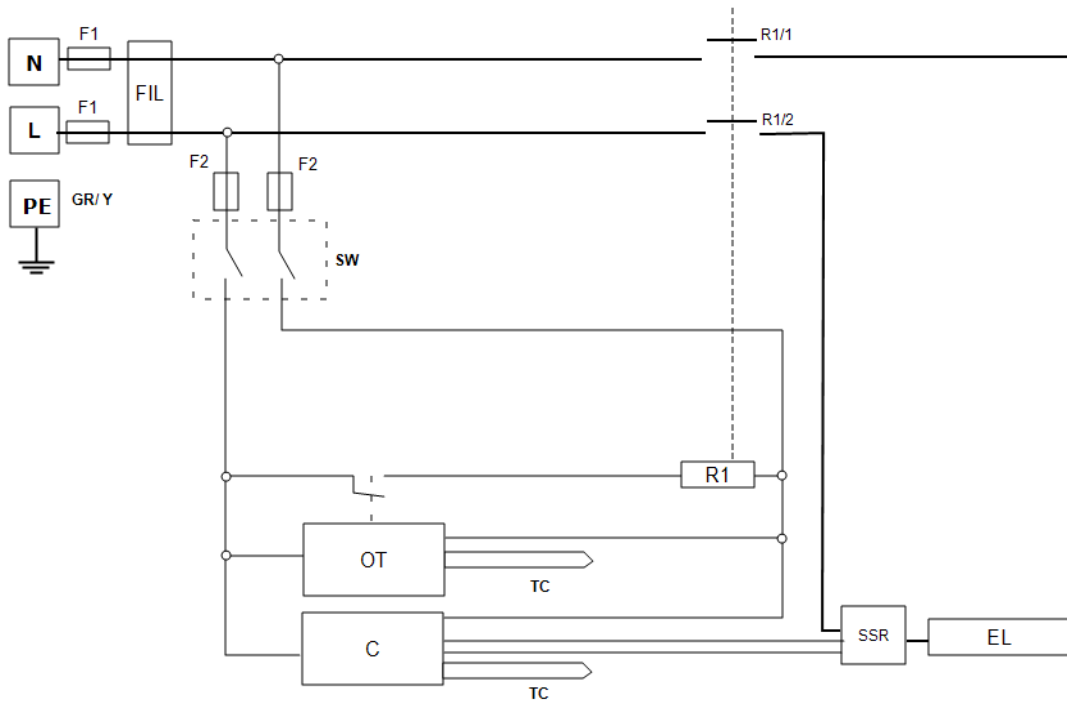 F1
R1/1
N
FIL
F1
L
R1/2
F2
F2
PE
GR/ Y
SW
R1
OT
TC
C
SSR
EL
TC